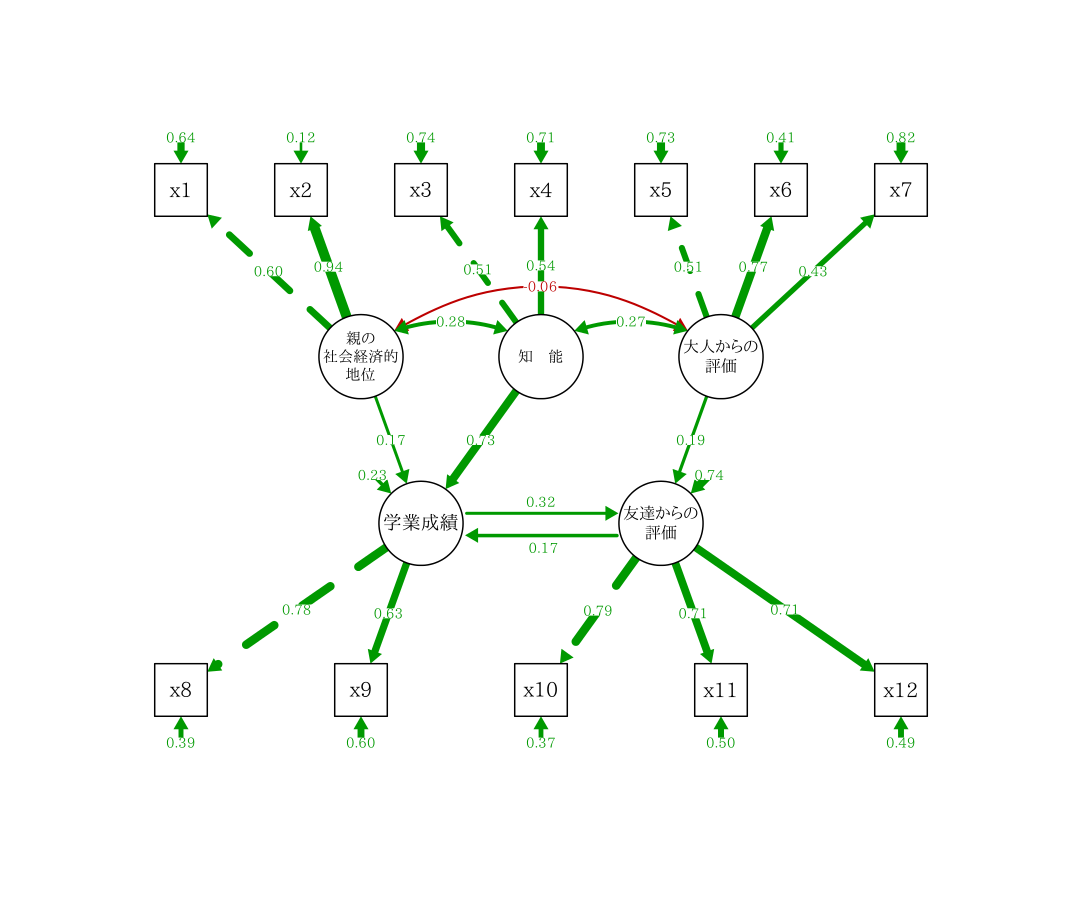 0.64 0.12 0.74 0.71 0.73 0.41 0.82
x1 x2 x3 x4 x5 x6 x7
0.60 0.94 0.51 0.54 0.51 0.77 0.43
-0.06
0.28 0.27
親の
社会経済的
地位
知　能
大人からの
評価
0.17 0.73 0.19
0.23 0.74
学業成績
0.32
0.17
友達からの
評価
0.78 0.63 0.79 0.71 0.71
x8 x9 x10 x11 x12
0.39 0.60 0.37 0.50 0.49